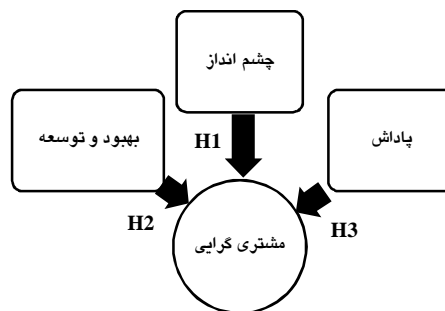 چشم انداز
بهبود و توسعه
پاداش
H1
H2
H3
مشتری گرایی